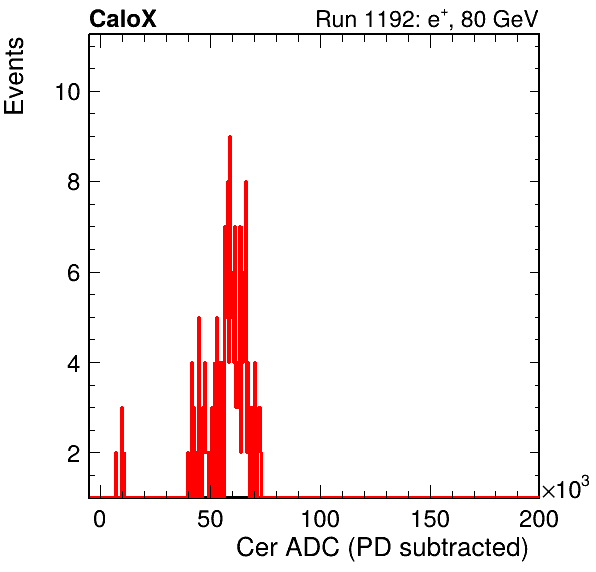 CaloX Run 1192: e⁺, 80 GeV
Events
10
8
6
4
2
0 50 100 150 200
×10³
Cer ADC (PD subtracted)